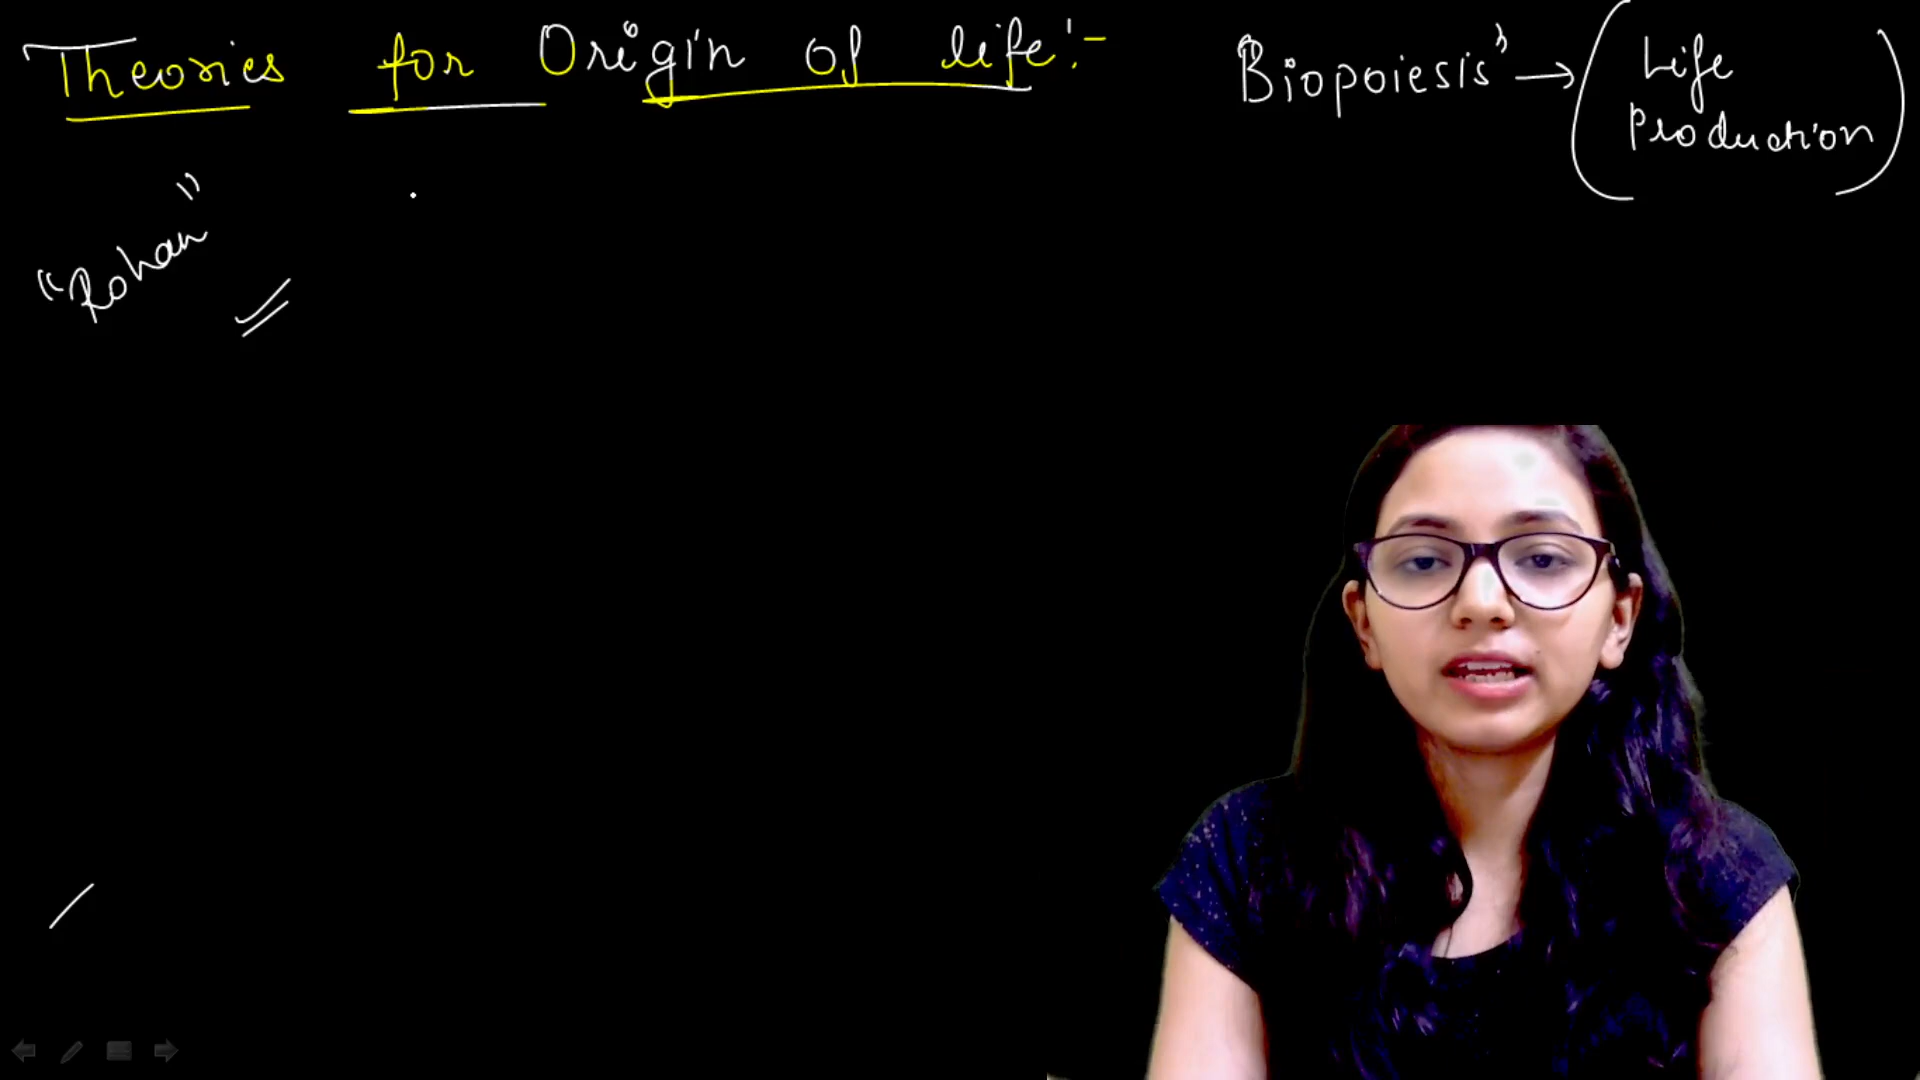 Theories for Origin of life :-
'Biopoiesis' → (Life
Production)
"Rohan"